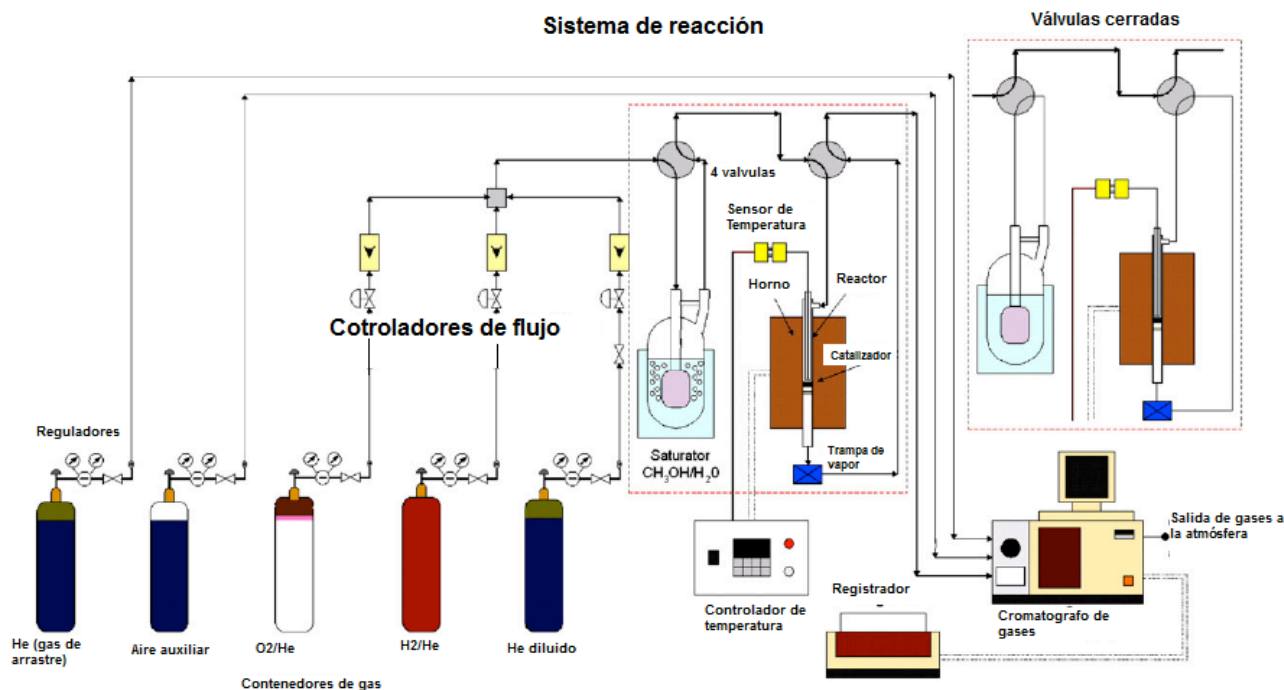 Sistema de reacción
Válvulas cerradas
4 valvulas
Sensor de
Temperatura
Horno
Reactor
Cotroladores de flujo
Catalizador
Reguladores
Saturator
CH3OH/H20
Trampa de
vapor
Salida de gases a
la atmósfera
Controlador de
temperatura
Registrador
Cromatografo de
gases
He (gas de
arrastre)
Aire auxiliar
O2/He
H2/He
He diluido
Contenedores de gas